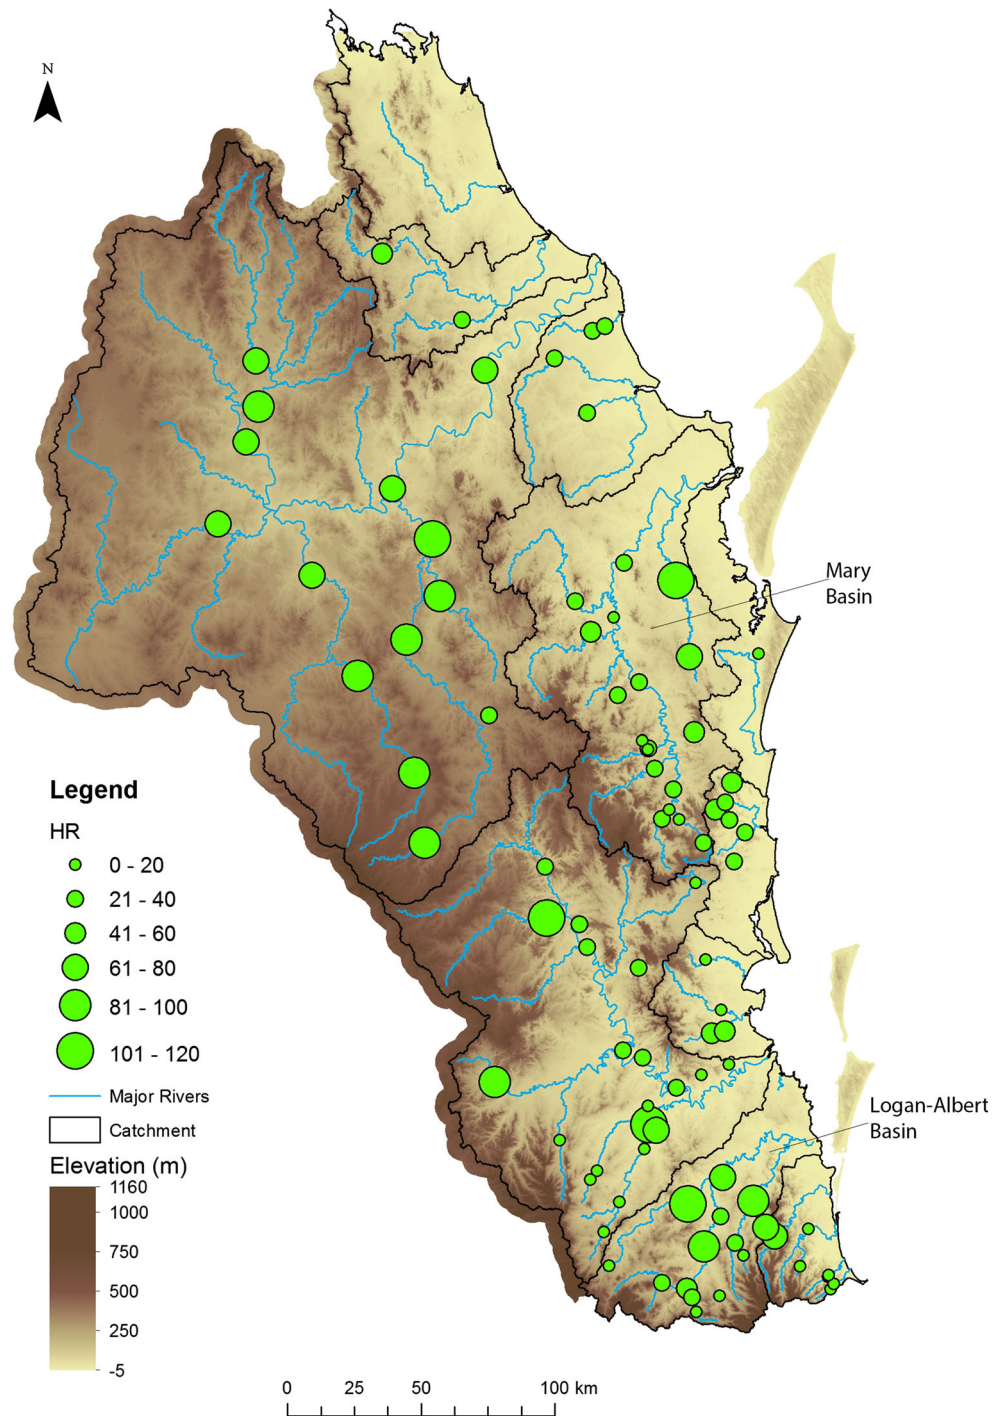 N
Mary
Basin
Legend
HR
0 - 20
21 - 40
41 - 60
61 - 80
81 - 100
101 - 120
Major Rivers
Catchment
Elevation (m)
1160
1000
750
500
250
-5
Logan-Albert
Basin
0 25 50 100 km